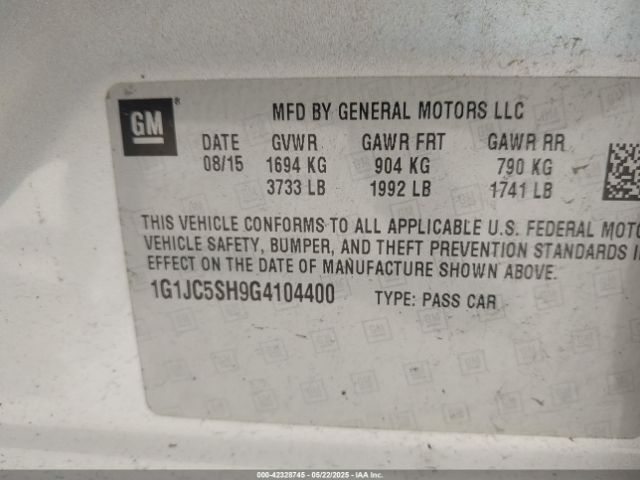 GM ®
MFD BY GENERAL MOTORS LLC
DATE GVWR GAWR FRT GAWR RR
08/15 1694 KG 904 KG 790 KG
3733 LB 1992 LB 1741 LB
THIS VEHICLE CONFORMS TO ALL APPLICABLE U.S. FEDERAL MOTO
VEHICLE SAFETY, BUMPER, AND THEFT PREVENTION STANDARDS IN
EFFECT ON THE DATE OF MANUFACTURE SHOWN ABOVE.
1G1JC5SH9G4104400 TYPE: PASS CAR
000-42328745 - 05/22/2025 - IAA Inc.